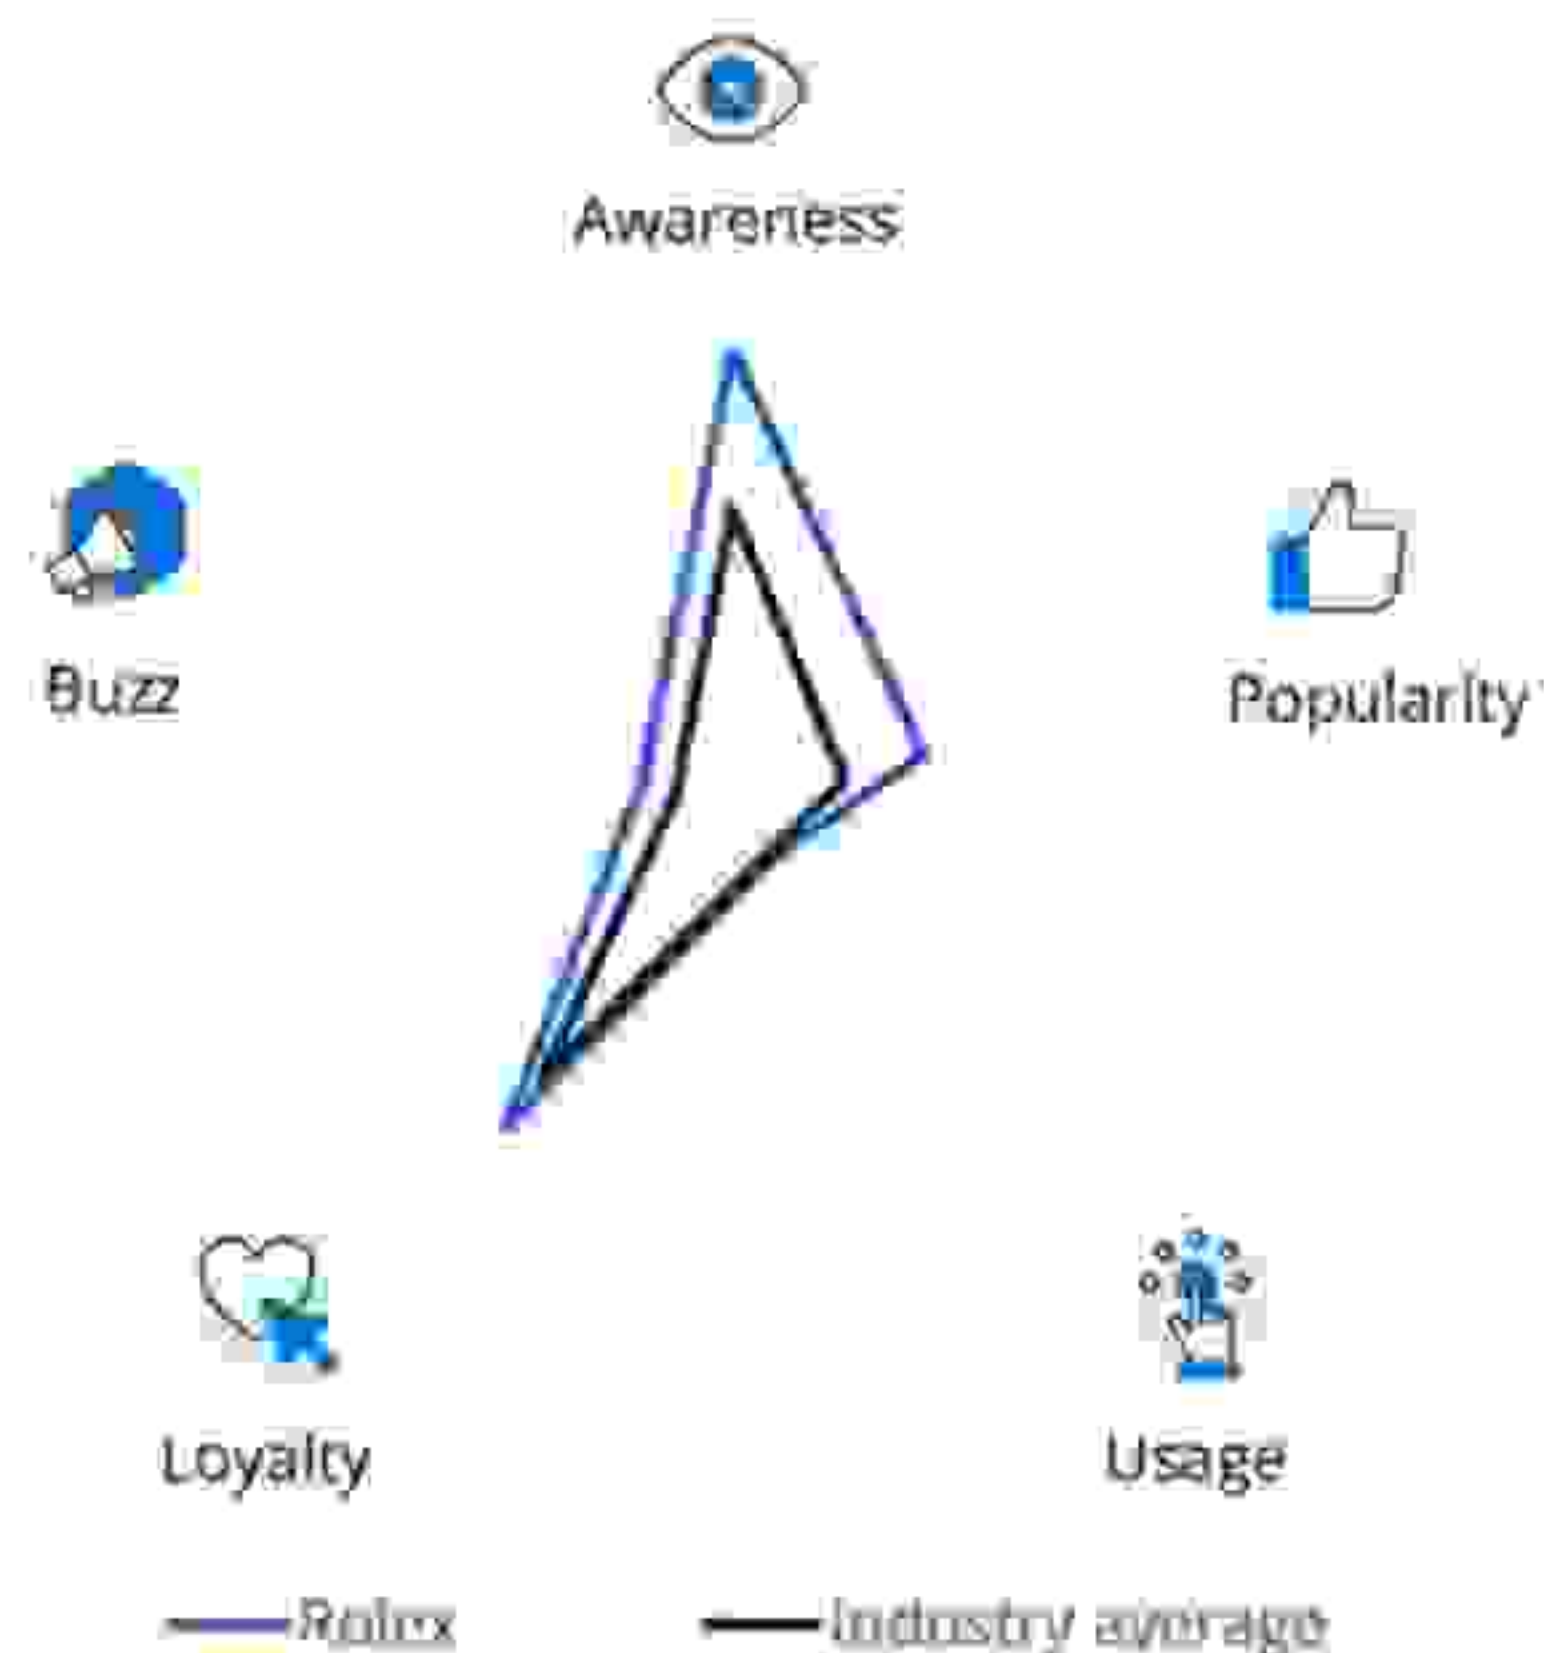 Awareness
Buzz
Popularity
Loyalty
Usage
Rolex
Industry average